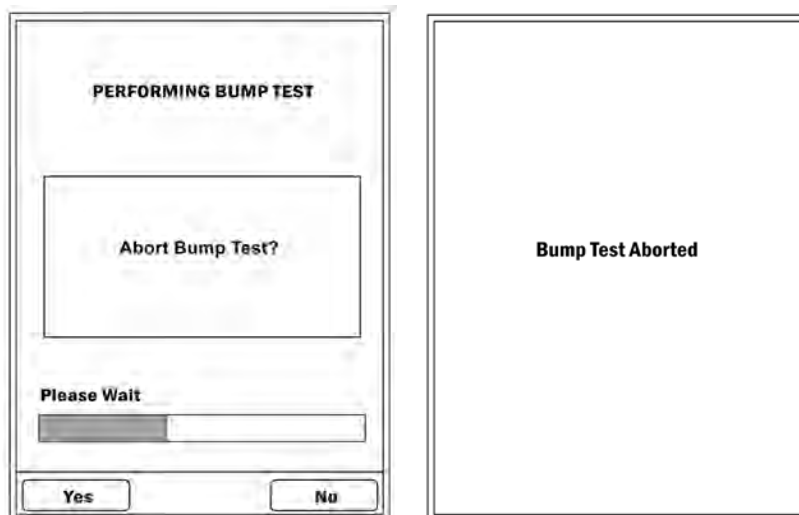 PERFORMING BUMP TEST
Abort Bump Test?
Please Wait
Yes
No
Bump Test Aborted